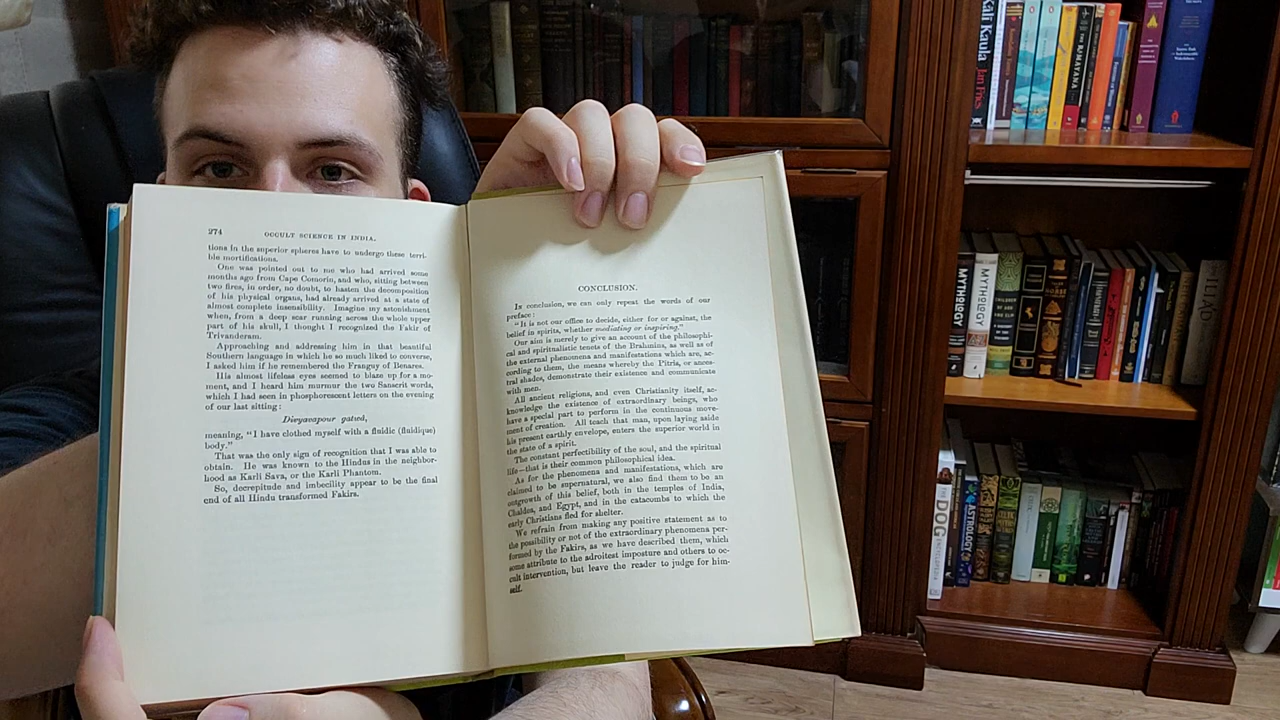 274 OCCULT SCIENCE IN INDIA.
tions in the superior spheres have to undergo these terri-
ble mortifications.
One was pointed out to me who had arrived some
months ago from Cape Comorin, and who, sitting between
two fires, in order, no doubt, to hasten the decomposition
of his physical organs, had already arrived at a state of
almost complete insensibility. Imagine my astonishment
when, from a deep scar running across the whole upper
part of his skull, I thought I recognized the Fakir of
Trivanderam.
Approaching and addressing him in that beautiful
Southern language in which he so much liked to converse,
I asked him if he remembered the Franguy of Benares.
His almost lifeless eyes seemed to blaze up for a mo-
ment, and I heard him murmur the two Sanscrit words,
which I had seen in phosphorescent letters on the evening
of our last sitting:
Divyavapour gatwâ,
meaning, "I have clothed myself with a fluidic (fluidique)
body."
That was the only sign of recognition that I was able to
obtain. He was known to the Hindus in the neighbor-
hood as Karli Sava, or the Karli Phantom.
So, decrepitude and imbecility appear to be the final
end of all Hindu transformed Fakirs.
CONCLUSION.
In conclusion, we can only repeat the words of our
preface:
"It is not our office to decide, either for or against, the
belief in spirits, whether mediating or inspiring."
Our aim is merely to give an account of the philosophi-
cal and spiritualistic tenets of the Brahmins, as well as of
the external phenomena and manifestations which are, ac-
cording to them, the means whereby the Pitris, or ances-
tral shades, demonstrate their existence and communicate
with men.
All ancient religions, and even Christianity itself, ac-
knowledge the existence of extraordinary beings, who
have a special part to perform in the continuous move-
ment of creation. All teach that man, upon laying aside
his present earthly envelope, enters the superior world in
the state of a spirit.
The constant perfectibility of the soul, and the spiritual
life—that is their common philosophical idea.
As for the phenomena and manifestations, which are
claimed to be supernatural, we also find them to be an
outgrowth of this belief, both in the temples of India,
Chaldea, and Egypt, and in the catacombs to which the
early Christians fled for shelter.
We refrain from making any positive statement as to
the possibility or not of the extraordinary phenomena per-
formed by the Fakirs, as we have described them, which
some attribute to the adroitest imposture and others to oc-
cult intervention, but leave the reader to judge for him-
self.
Kali Kaula
Jan Fries
THE RAMAYANA
MYTHOLOGY
MYTHOLOGY
CHILDREN OF
ILIAD
DOG
ENCYCLOPEDIA
ASTROLOGY